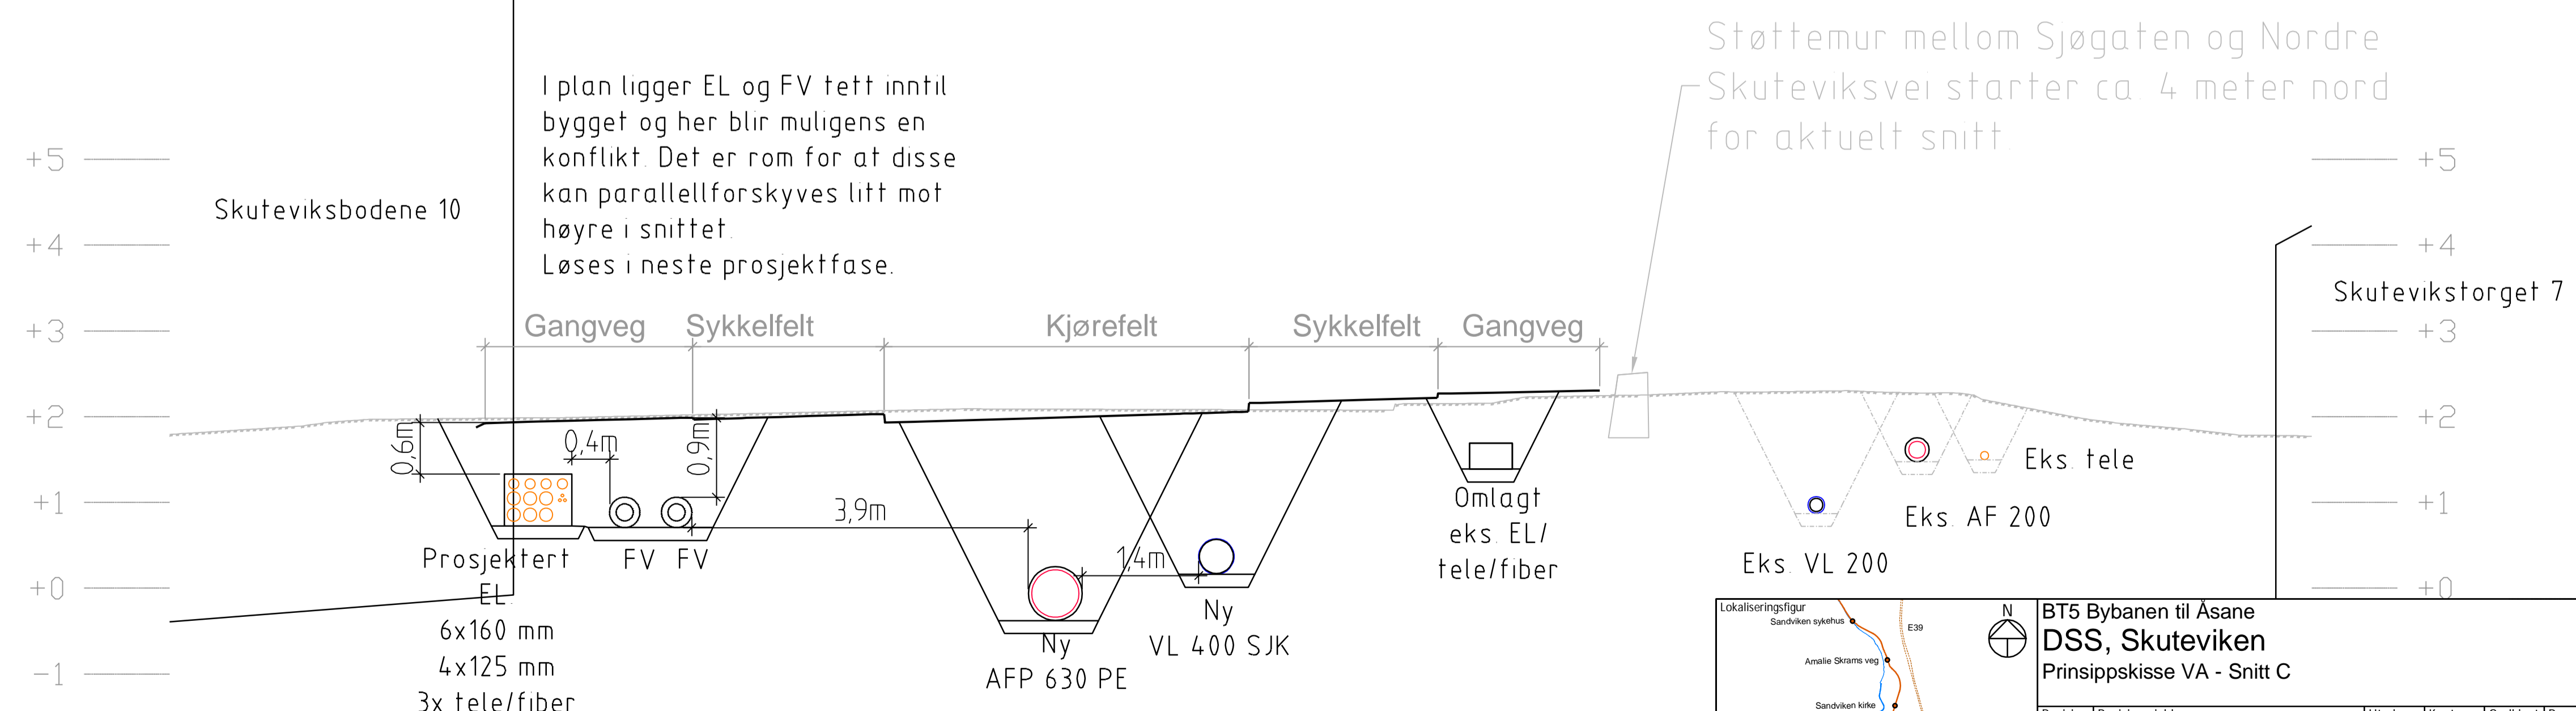 Støttemur mellom Sjøgaten og Nordre
Skuteviksvei starter ca. 4 meter nord
for aktuelt snitt.
I plan ligger EL og FV tett inntil
bygget og her blir muligens en
konflikt. Det er rom for at disse
kan parallellforskyves litt mot
høyre i snittet.
Løses i neste prosjektfase.
+5
+4
+3
+2
+1
+0
-1
Skuteviksbodene 10
+5
+4
+3
+2
+1
+0
Skutevikstorget 7
Gangveg
Sykkelfelt
Kjørefelt
Sykkelfelt
Gangveg
0,6m
0,4m
0,9m
3,9m
1,4m
Prosjektert
EL.
6x160 mm
4x125 mm
3x tele/fiber
FV
FV
Ny
AFP 630 PE
Ny
VL 400 SJK
Omlagt
eks. EL/
tele/fiber
Eks. VL 200
Eks. AF 200
Eks. tele
Lokaliseringsfigur
Sandviken sykehus
E39
Amalie Skrams veg
Sandviken kirke
N
BT5 Bybanen til Åsane
DSS, Skuteviken
Prinsippskisse VA - Snitt C